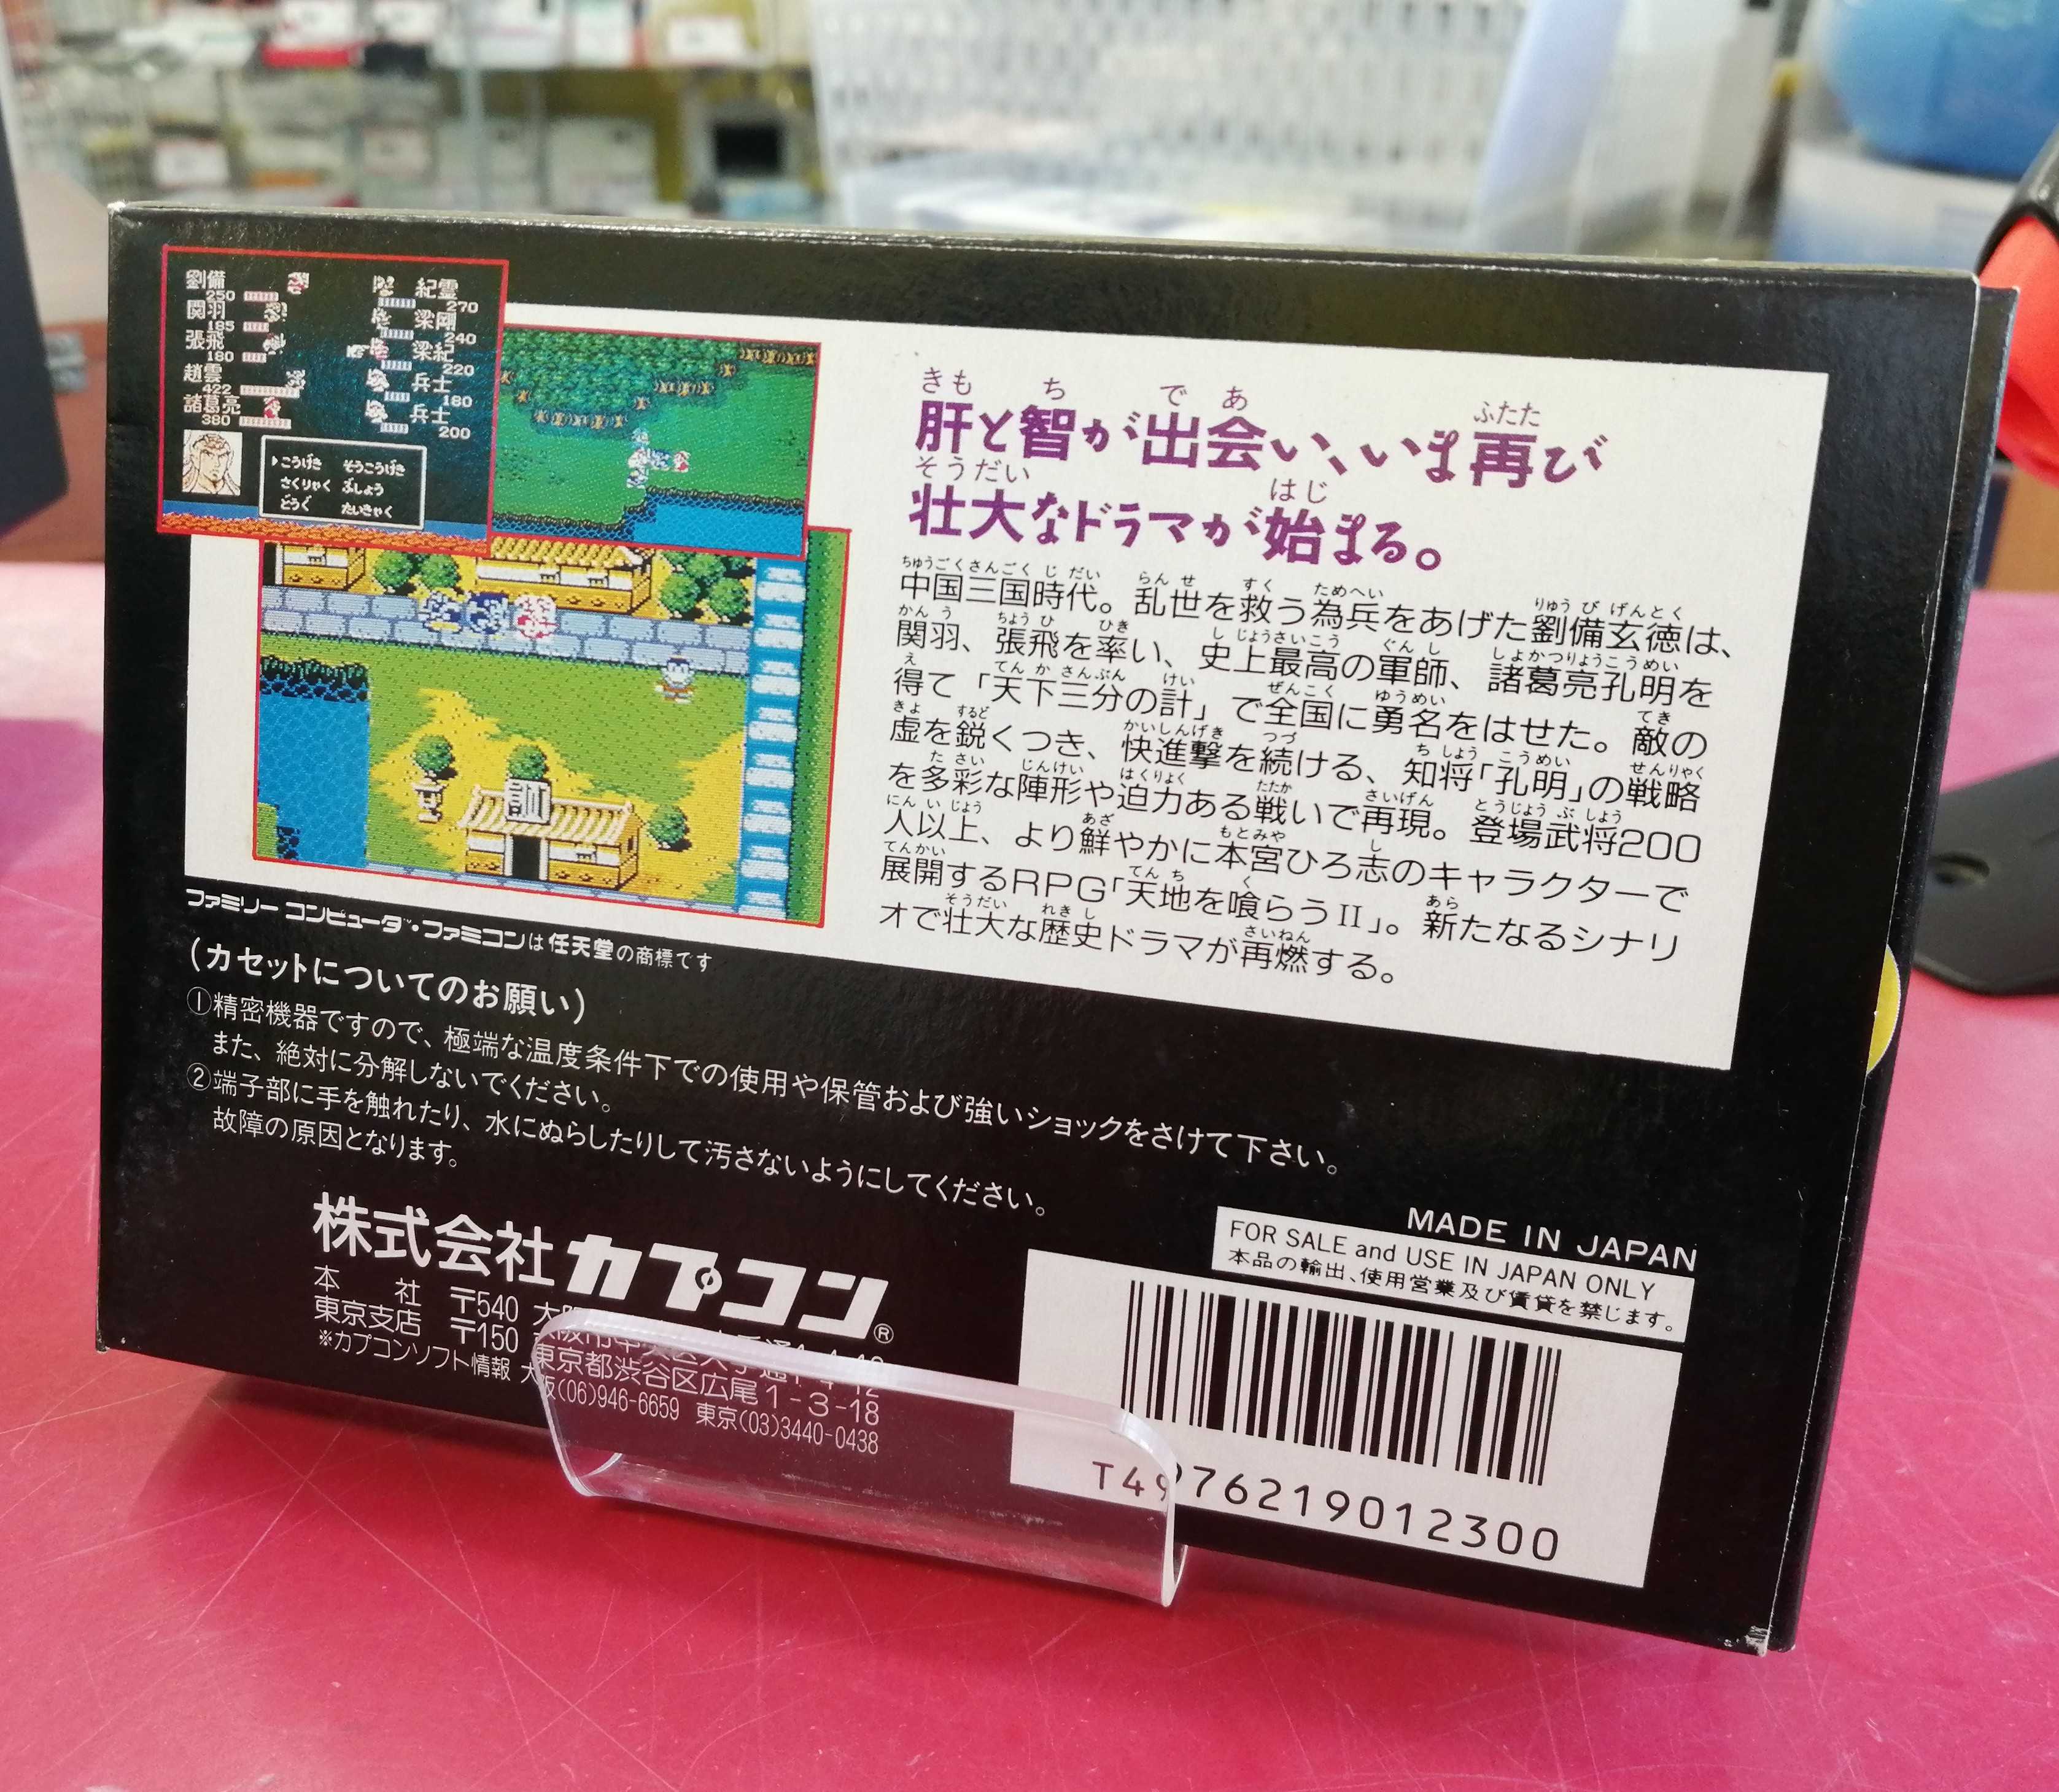 劉備
250
関羽
185
張飛
180
趙雲
422
諸葛亮
380
紀霊
270
梁剛
240
梁紀
220
兵士
180
兵士
200
こうげき そうこうげき
さくりゃく ぶしょう
どうぐ たいきゃく
訓
肝と智が出会い、いま再び
壮大なドラマが始まる。
中国三国時代。乱世を救う為兵をあげた劉備玄徳は、
関羽、張飛を率い、史上最高の軍師、諸葛亮孔明を
得て「天下三分の計」で全国に勇名をはせた。敵の
虚を鋭くつき、快進撃を続ける、知将「孔明」の戦略
を多彩な陣形や迫力ある戦いで再現。登場武将200
人以上、より鮮やかに本宮ひろ志のキャラクターで
展開するRPG「天地を喰らうII」。新たなるシナリ
オで壮大な歴史ドラマが再燃する。
ファミリーコンピュータ™・ファミコンは任天堂の商標です
(カセットについてのお願い)
①精密機器ですので、極端な温度条件下での使用や保管および強いショックをさけて下さい。
また、絶対に分解しないでください。
②端子部に手を触れたり、水にぬらしたりして汚さないようにしてください。
故障の原因となります。
株式会社カプコン®
本社 〒540
東京支店 〒150 東京都渋谷区広尾1-3-18
※カプコンソフト情報 大阪(06)946-6659 東京(03)3440-0438
MADE IN JAPAN
FOR SALE and USE IN JAPAN ONLY
本品の輸出、使用営業及び賃貸を禁じます。
T4976219012300